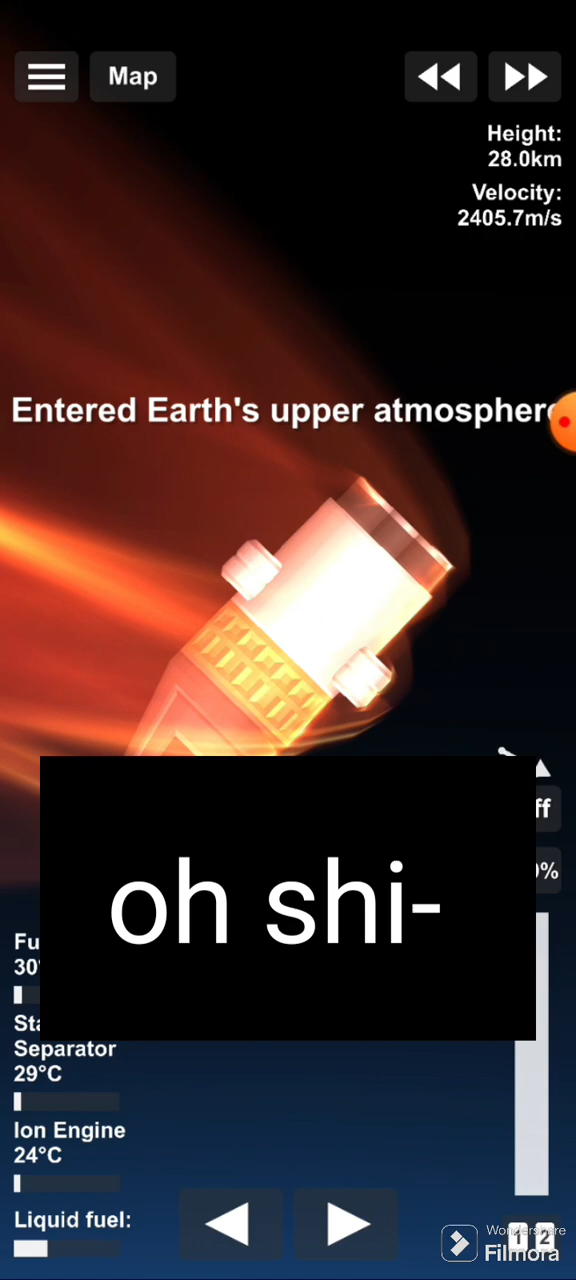 Map
Height:
28.0km
Velocity:
2405.7m/s
Entered Earth's upper atmosphere
oh shi-
Separator
29°C
Ion Engine
24°C
Liquid fuel:
Wondershare
Filmora